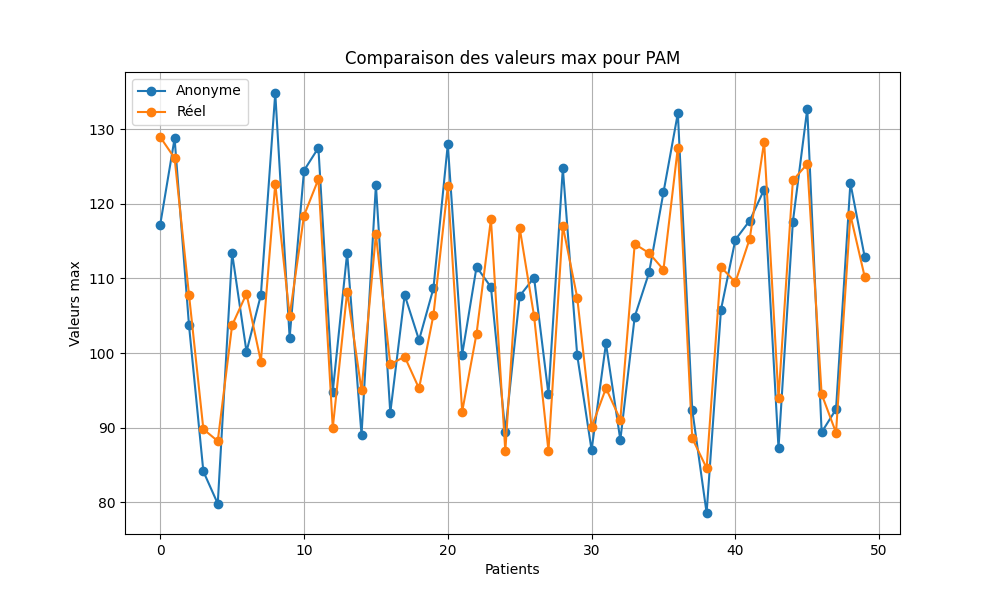 Comparaison des valeurs max pour PAM
Anonyme
Réel
130
120
110
100
90
80
Valeurs max
0 10 20 30 40 50
Patients